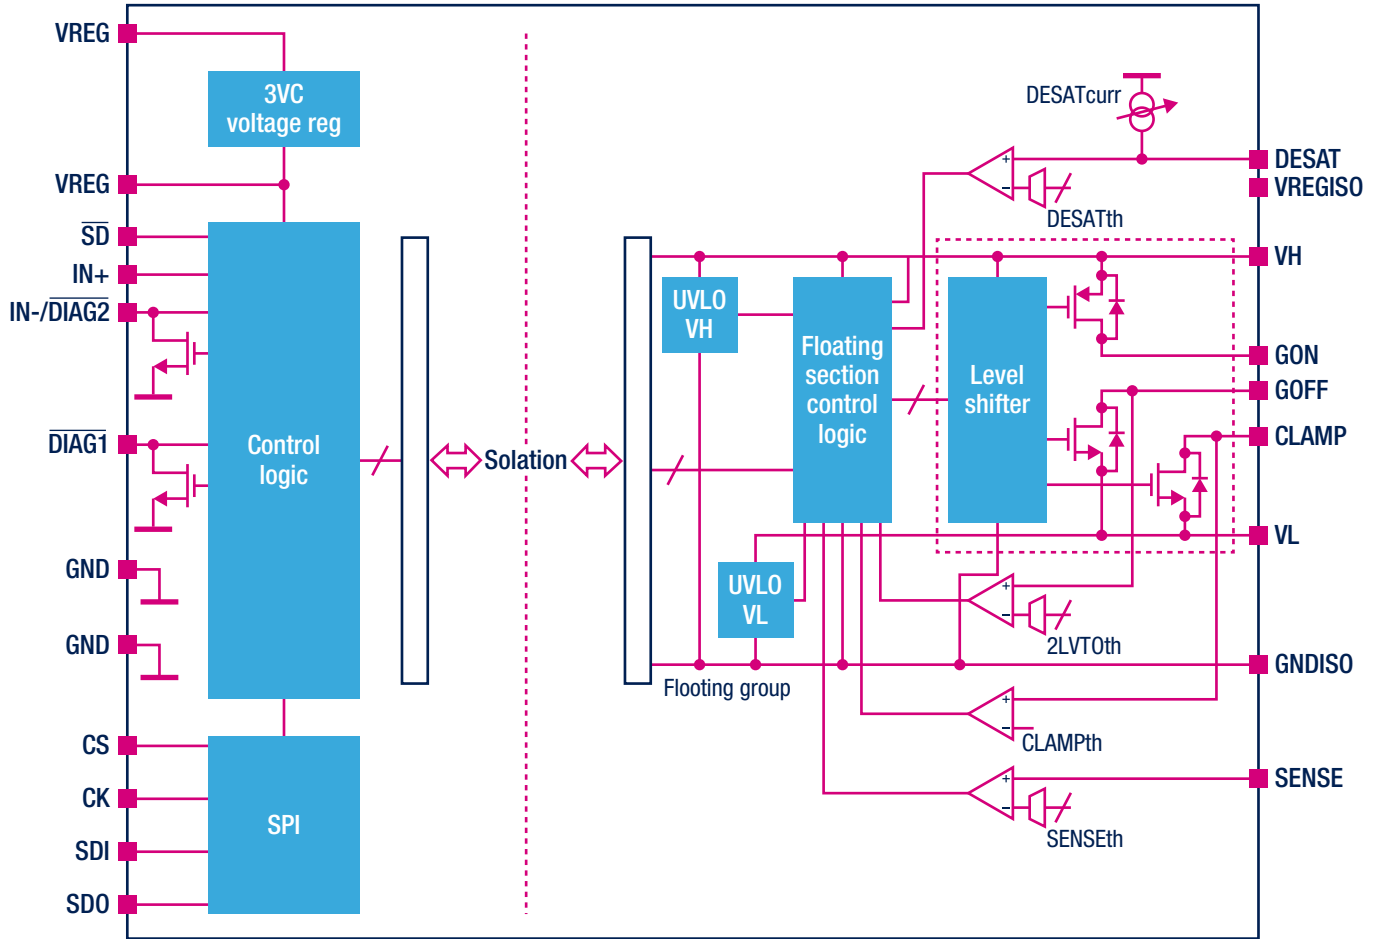 VREG
3VC
voltage reg
VREG
SD
IN+
IN-/DIAG2
DIAG1
GND
GND
CS
CK
SDI
SDO
Control
logic
SPI
Solation
UVLO
VH
Floating
section
control
logic
Level
shifter
UVLO
VL
Flooting group
DESATcurr
+
−
DESATth
+
−
2LVTOth
+
−
CLAMPth
+
−
SENSEth
DESAT
VREGISO
VH
GON
GOFF
CLAMP
VL
GNDISO
SENSE